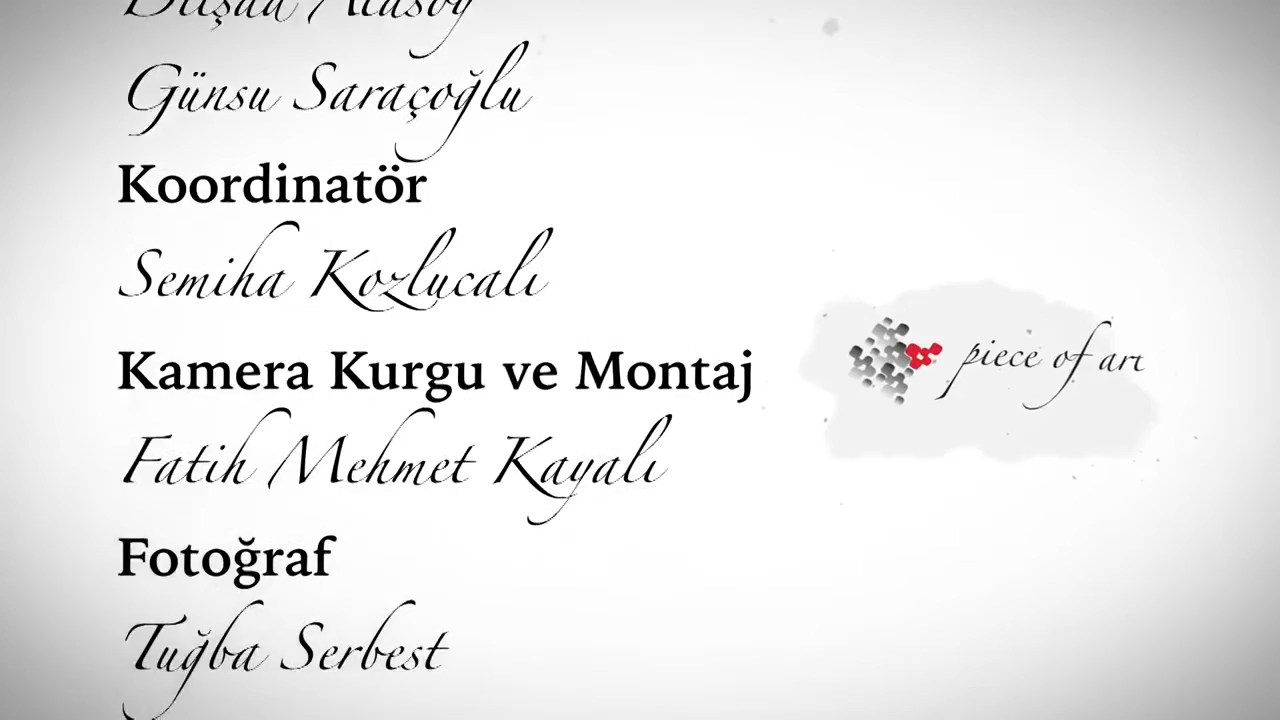 Günsu Saraçoğlu
Koordinatör
Semiha Kozlucalı
Kamera Kurgu ve Montaj
Fatih Mehmet Kayalı
Fotoğraf
Tuğba Serbest
piece of art